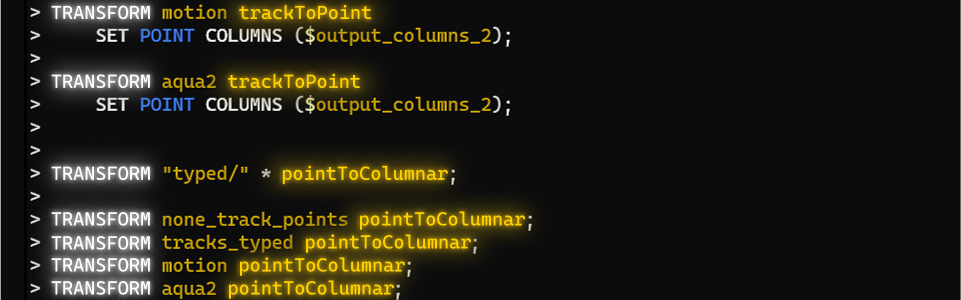 > TRANSFORM motion trackToPoint
>     SET POINT COLUMNS ($output_columns_2);
>
> TRANSFORM aqua2 trackToPoint
>     SET POINT COLUMNS ($output_columns_2);
>
>
> TRANSFORM "typed/" * pointToColumnar;
>
> TRANSFORM none_track_points pointToColumnar;
> TRANSFORM tracks_typed pointToColumnar;
> TRANSFORM motion pointToColumnar;
> TRANSFORM aqua2 pointToColumnar;